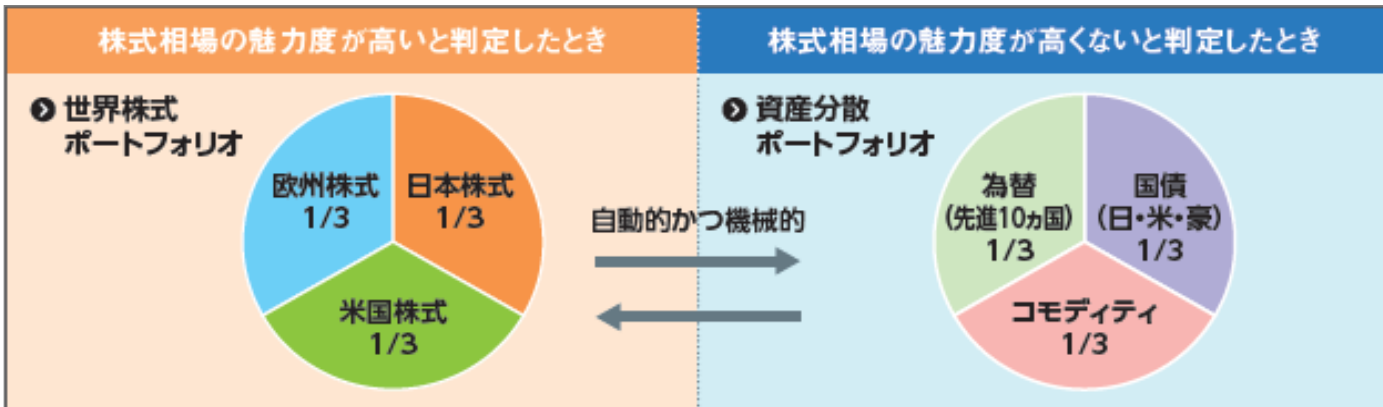 株式相場の魅力度が高いと判定したとき
株式相場の魅力度が高くないと判定したとき
世界株式
ポートフォリオ
欧州株式
1/3
日本株式
1/3
米国株式
1/3
自動的かつ機械的
資産分散
ポートフォリオ
為替
(先進10ヵ国)
1/3
国債
(日・米・豪)
1/3
コモディティ
1/3